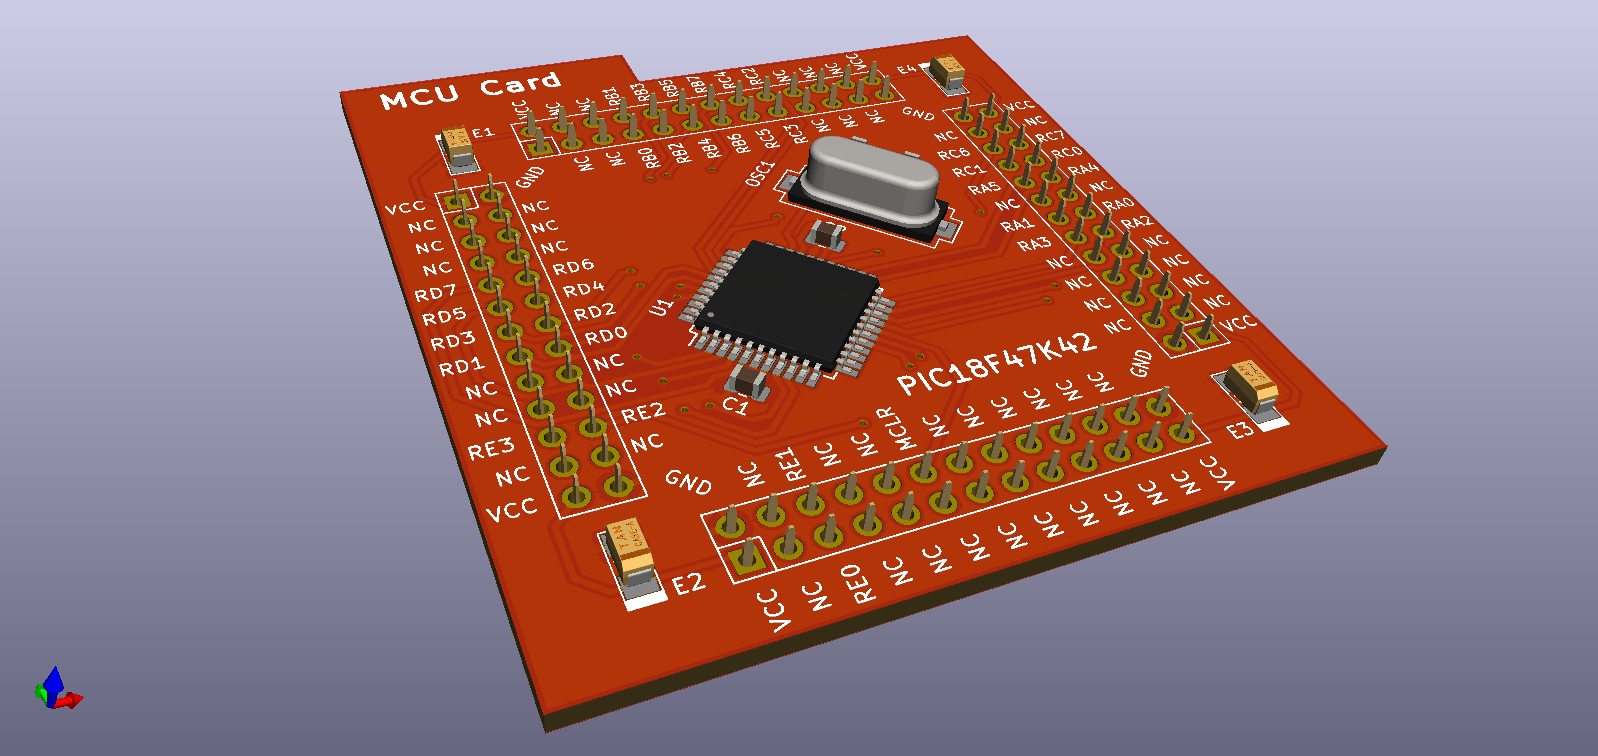 MCU Card
E1
VCC
NC
NC
RB1
RB3
RB5
RB7
RC4
RC2
NC
NC
NC
VCC
GND
NC
NC
RB0
RB2
RB4
RB6
RC5
RC3
NC
NC
NC
GND
E4
OSC1
VCC
NC
NC
NC
RD7
RD5
RD3
RD1
NC
NC
RE3
NC
VCC
NC
NC
NC
RD6
RD4
RD2
RD0
NC
NC
RE2
NC
GND
NC
RC6
RC1
RA5
NC
RA1
RA3
NC
NC
NC
NC
GND
VCC
NC
RC7
RC0
RA4
NC
RA0
RA2
NC
NC
NC
NC
VCC
U1
C1
PIC18F47K42
NC
RE1
NC
NC
MCLR
NC
NC
NC
NC
NC
NC
E3
E2
VCC
NC
RE0
NC
NC
NC
NC
NC
NC
NC
NC
NC
VCC
TAN